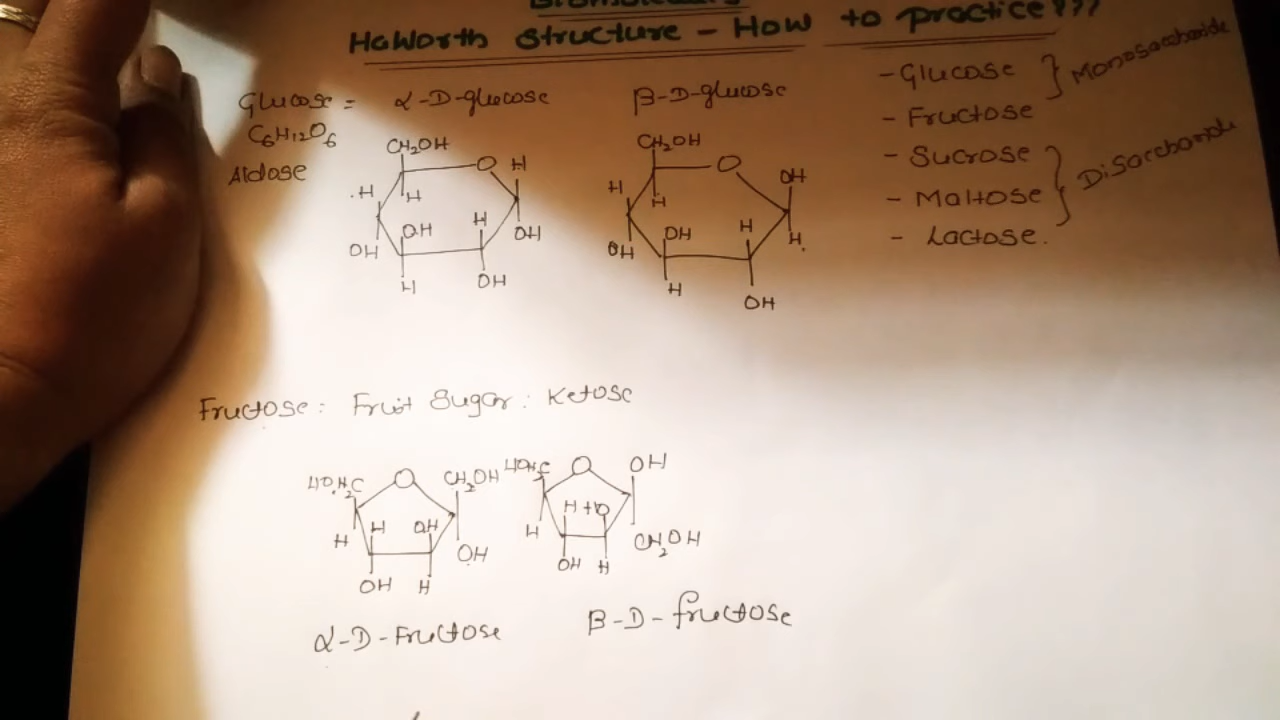 Biomolecules
Haworth Structure - How to practice???
Glucose = α-D-glucose
β-D-glucose
C6H12O6
Aldose
- Glucose
- Fructose
Monosaccharide
- Sucrose
- Maltose
- Lactose.
Disaccharide
CH2OH
O
H
H
H
OH
H
OH
OH
H
OH
CH2OH
O
OH
H
H
OH
H
OH
H
H
OH
Fructose : Fruit Sugar : Ketose
HOH2C
O
CH2OH
H
H
OH
OH
OH
H
HOH2C
O
OH
H
H
HO
CH2OH
OH
H
α-D-Fructose
β-D-fructose